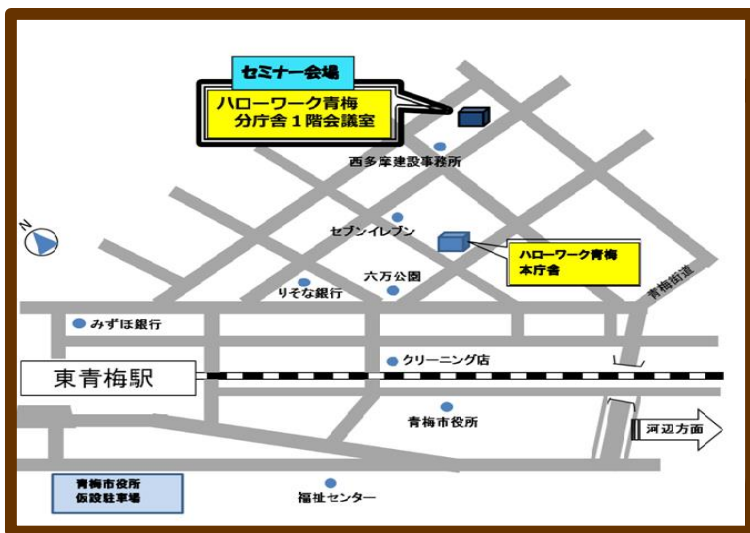 セミナー会場
ハローワーク青梅
分庁舎1階会議室
西多摩建設事務所
N
セブンイレブン
ハローワーク青梅
本庁舎
六万公園
りそな銀行
青梅街道
みずほ銀行
クリーニング店
東青梅駅
青梅市役所
河辺方面
青梅市役所
仮設駐車場
福祉センター